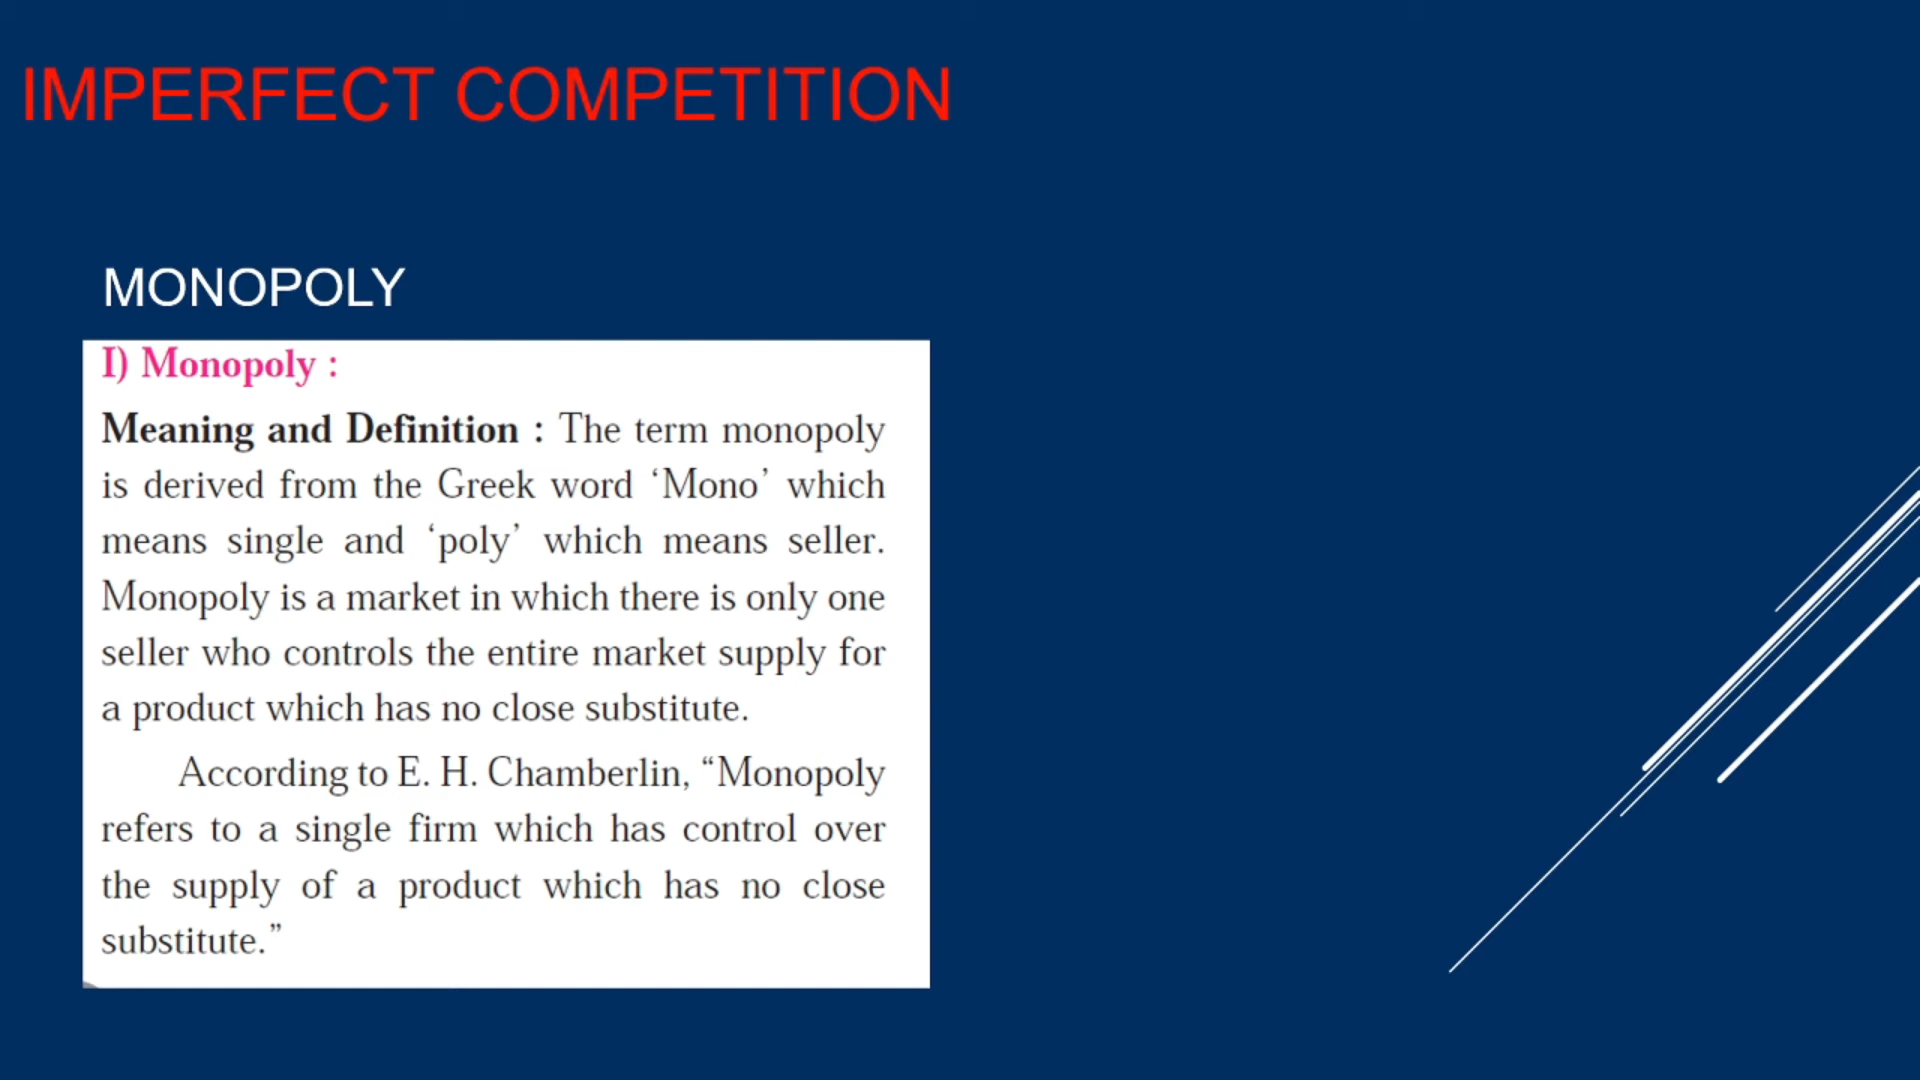 IMPERFECT COMPETITION
MONOPOLY
I) Monopoly :
Meaning and Definition : The term monopoly
is derived from the Greek word ‘Mono’ which
means single and ‘poly’ which means seller.
Monopoly is a market in which there is only one
seller who controls the entire market supply for
a product which has no close substitute.
According to E. H. Chamberlin, “Monopoly
refers to a single firm which has control over
the supply of a product which has no close
substitute.”